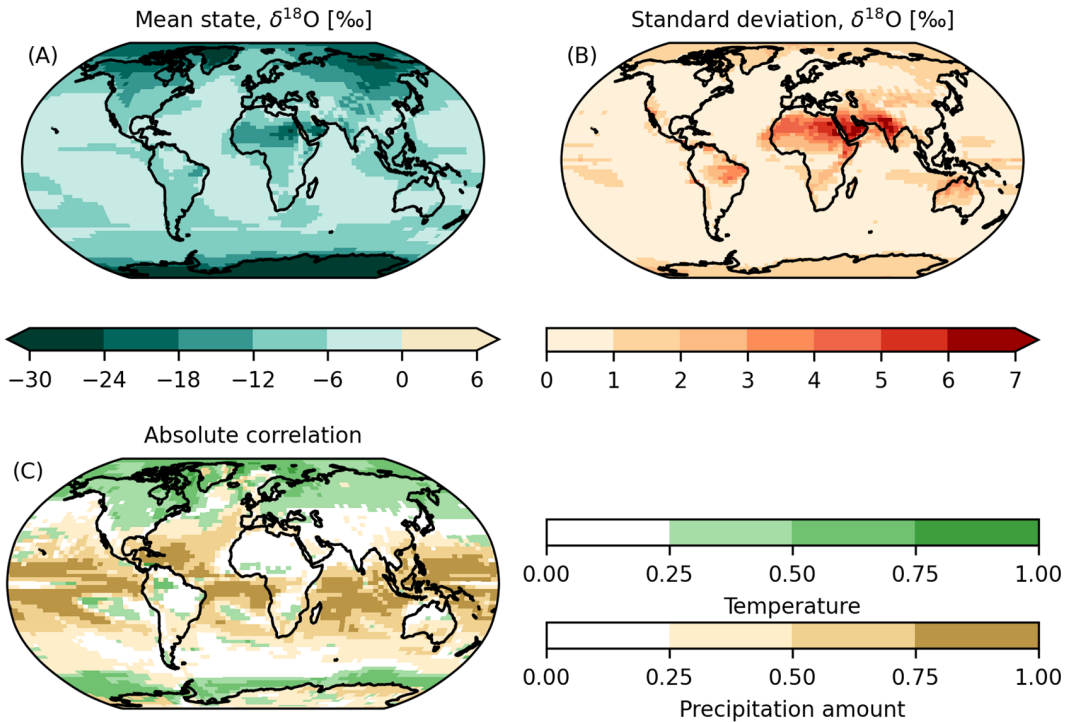 Mean state, δ¹⁸O [‰]
Standard deviation, δ¹⁸O [‰]
(A)
(B)
−30 −24 −18 −12 −6 0 6
0 1 2 3 4 5 6 7
Absolute correlation
(C)
0.00 0.25 0.50 0.75 1.00
Temperature
0.00 0.25 0.50 0.75 1.00
Precipitation amount